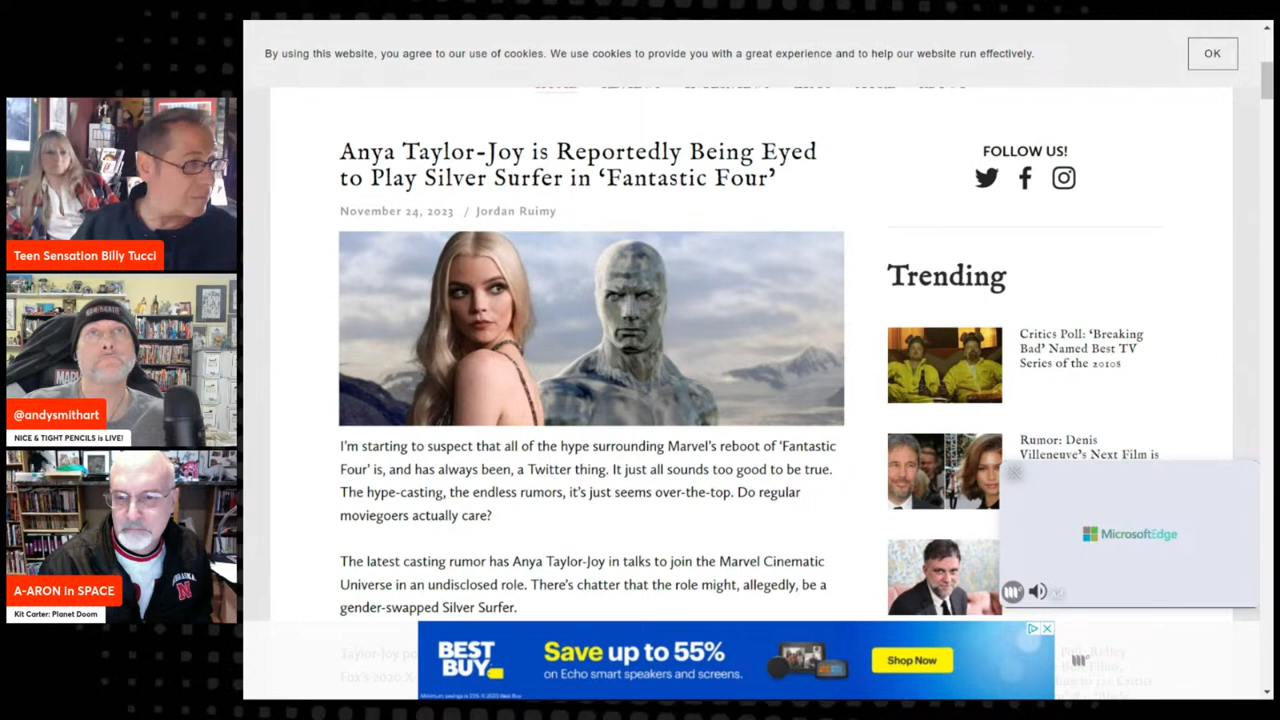 By using this website, you agree to our use of cookies. We use cookies to provide you with a great experience and to help our website run effectively.
OK
Anya Taylor-Joy is Reportedly Being Eyed
to Play Silver Surfer in ‘Fantastic Four’
November 24, 2023 / Jordan Ruimy
I’m starting to suspect that all of the hype surrounding Marvel’s reboot of ‘Fantastic
Four’ is, and has always been, a Twitter thing. It just all sounds too good to be true.
The hype-casting, the endless rumors, it’s just seems over-the-top. Do regular
moviegoers actually care?
The latest casting rumor has Anya Taylor-Joy in talks to join the Marvel Cinematic
Universe in an undisclosed role. There’s chatter that the role might, allegedly, be a
gender-swapped Silver Surfer.
FOLLOW US!
Trending
Critics Poll: ‘Breaking
Bad’ Named Best TV
Series of the 2010s
Rumor: Denis
Villeneuve’s Next Film is
Microsoft Edge
Ad
BEST
BUY
Save up to 55%
on Echo smart speakers and screens.
Shop Now
Teen Sensation Billy Tucci
@andysmithart
NICE & TIGHT PENCILS is LIVE!
N
A-ARON in SPACE
Kit Carter: Planet Doom